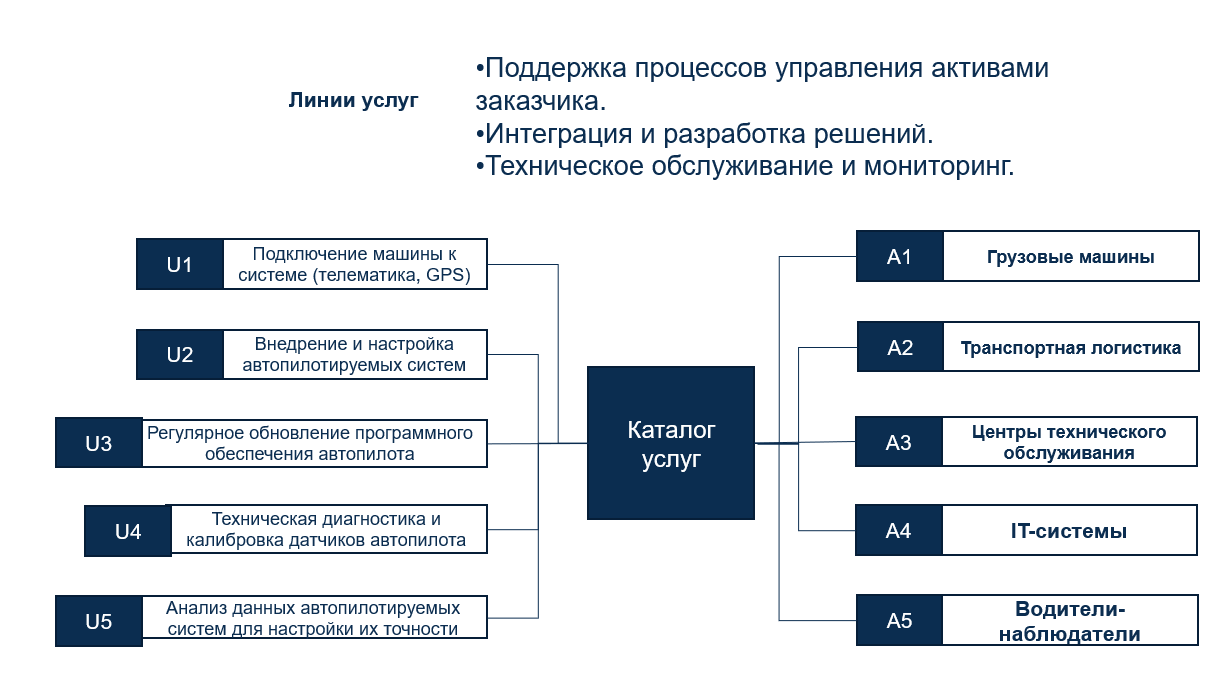 •Поддержка процессов управления активами
заказчика.
Линии услуг
•Интеграция и разработка решений.
•Техническое обслуживание и мониторинг.
U1
Подключение машины к
системе (телематика, GPS)
U2
Внедрение и настройка
автопилотируемых систем
U3
Регулярное обновление программного
обеспечения автопилота
U4
Техническая диагностика и
калибровка датчиков автопилота
U5
Анализ данных автопилотируемых
систем для настройки их точности
Каталог
услуг
A1
Грузовые машины
A2
Транспортная логистика
A3
Центры технического
обслуживания
A4
IT-системы
A5
Водители-
наблюдатели